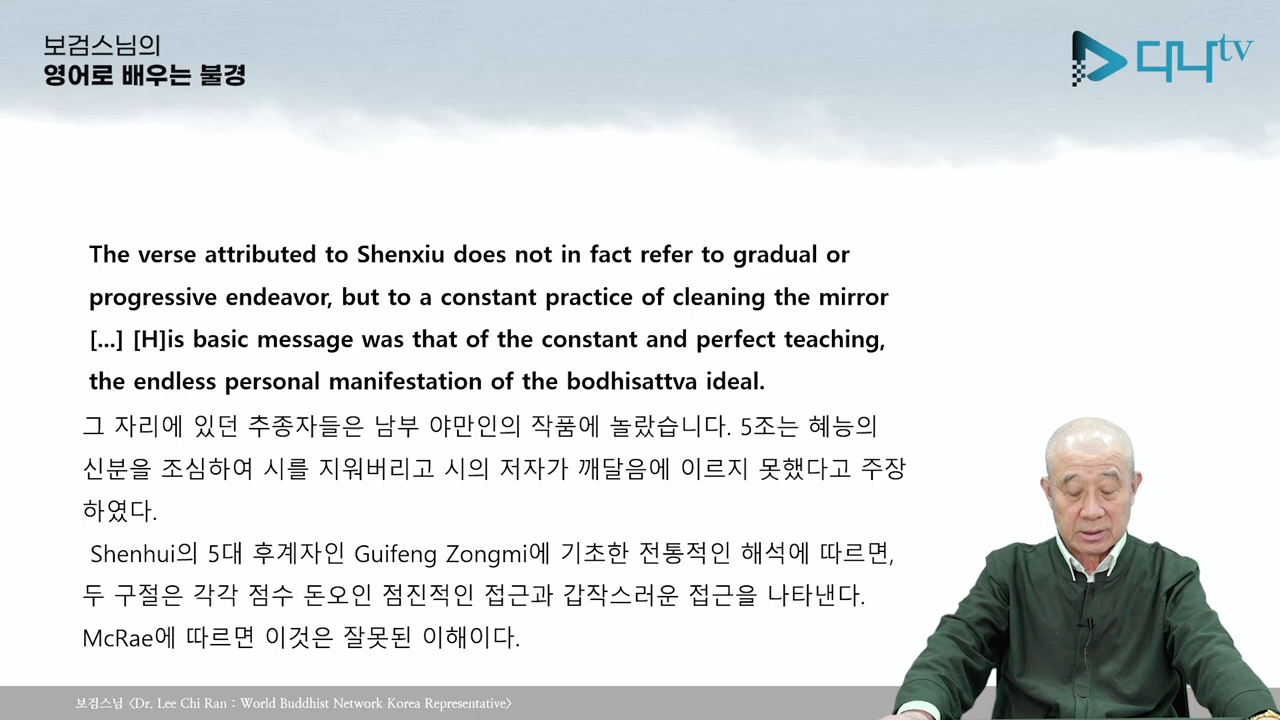 보검스님의
영어로 배우는 불경
다나tv
The verse attributed to Shenxiu does not in fact refer to gradual or
progressive endeavor, but to a constant practice of cleaning the mirror
[...] [H]is basic message was that of the constant and perfect teaching,
the endless personal manifestation of the bodhisattva ideal.
그 자리에 있던 추종자들은 남부 야만인의 작품에 놀랐습니다. 5조는 혜능의
신분을 조심하여 시를 지워버리고 시의 저자가 깨달음에 이르지 못했다고 주장
하였다.
Shenhui의 5대 후계자인 Guifeng Zongmi에 기초한 전통적인 해석에 따르면,
두 구절은 각각 점수 돈오인 점진적인 접근과 갑작스러운 접근을 나타낸다.
McRae에 따르면 이것은 잘못된 이해이다.
보검스님 <Dr. Lee Chi Ran : World Buddhist Network Korea Representative>